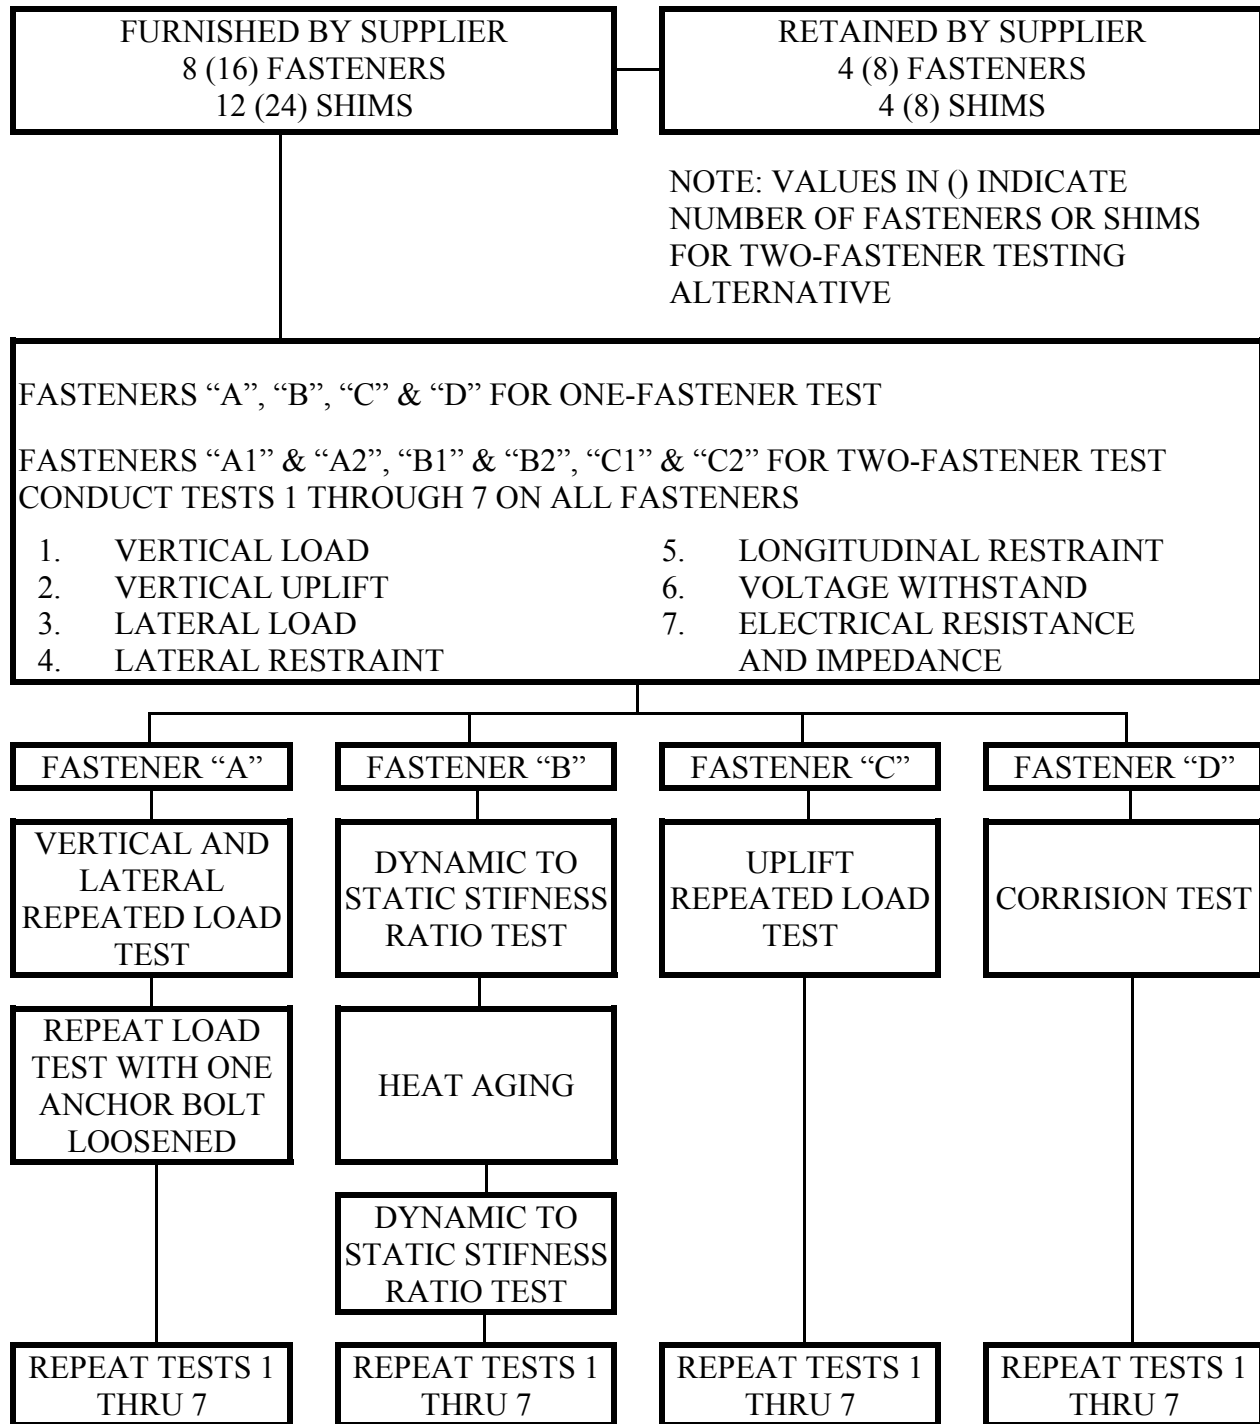 FURNISHED BY SUPPLIER
8 (16) FASTENERS
12 (24) SHIMS
RETAINED BY SUPPLIER
4 (8) FASTENERS
4 (8) SHIMS
NOTE: VALUES IN () INDICATE
NUMBER OF FASTENERS OR SHIMS
FOR TWO-FASTENER TESTING
ALTERNATIVE
FASTENERS “A”, “B”, “C” & “D” FOR ONE-FASTENER TEST
FASTENERS “A1” & “A2”, “B1” & “B2”, “C1” & “C2” FOR TWO-FASTENER TEST
CONDUCT TESTS 1 THROUGH 7 ON ALL FASTENERS
1. VERTICAL LOAD
2. VERTICAL UPLIFT
3. LATERAL LOAD
4. LATERAL RESTRAINT
5. LONGITUDINAL RESTRAINT
6. VOLTAGE WITHSTAND
7. ELECTRICAL RESISTANCE
AND IMPEDANCE
FASTENER “A”
VERTICAL AND
LATERAL
REPEATED LOAD
TEST
REPEAT LOAD
TEST WITH ONE
ANCHOR BOLT
LOOSENED
REPEAT TESTS 1
THRU 7
FASTENER “B”
DYNAMIC TO
STATIC STIFNESS
RATIO TEST
HEAT AGING
DYNAMIC TO
STATIC STIFNESS
RATIO TEST
REPEAT TESTS 1
THRU 7
FASTENER “C”
UPLIFT
REPEATED LOAD
TEST
REPEAT TESTS 1
THRU 7
FASTENER “D”
CORRISION TEST
REPEAT TESTS 1
THRU 7